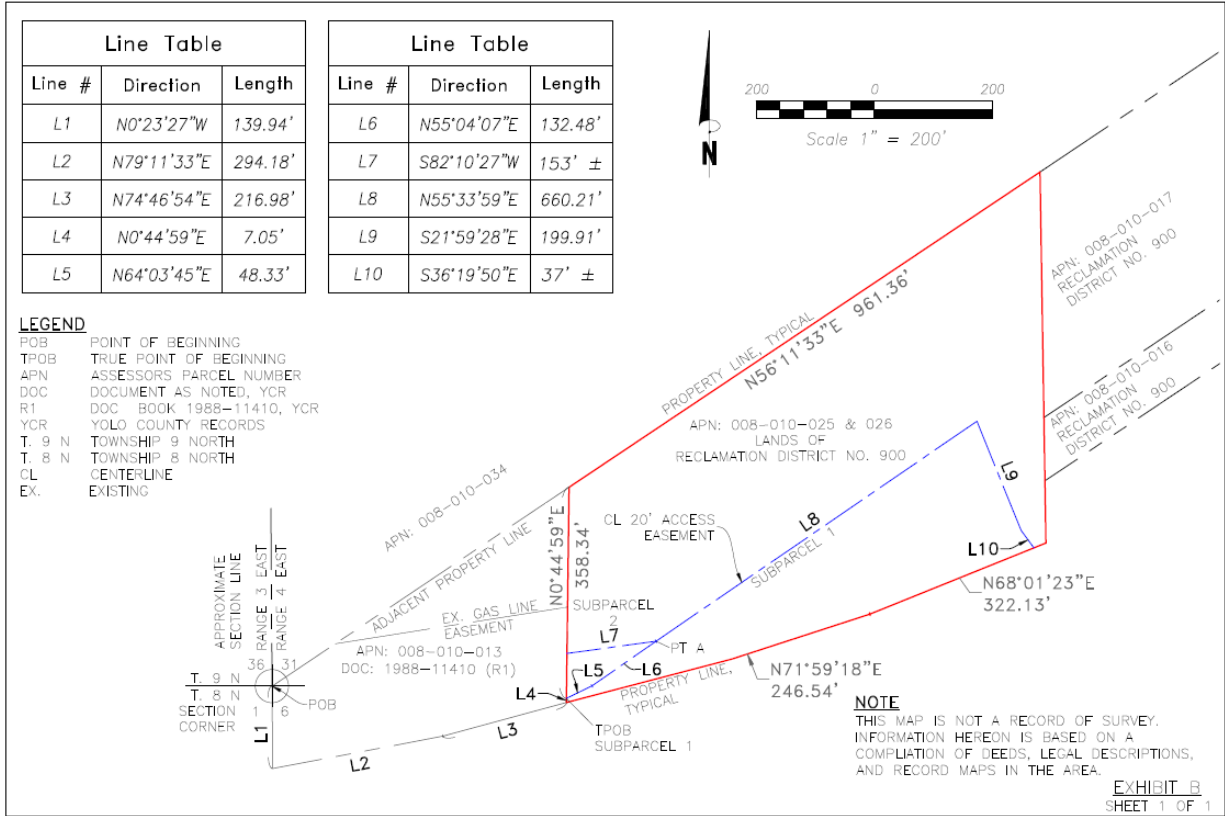 Line Table
Line # Direction Length
L1 N0°23'27"W 139.94'
L2 N79°11'33"E 294.18'
L3 N74°46'54"E 216.98'
L4 N0°44'59"E 7.05'
L5 N64°03'45"E 48.33'
Line Table
Line # Direction Length
L6 N55°04'07"E 132.48'
L7 S82°10'27"W 153' ±
L8 N55°33'59"E 660.21'
L9 S21°59'28"E 199.91'
L10 S36°19'50"E 37' ±
N
200 0 200
Scale 1" = 200'
LEGEND
POB POINT OF BEGINNING
TPOB TRUE POINT OF BEGINNING
APN ASSESSORS PARCEL NUMBER
DOC DOCUMENT AS NOTED, YCR
R1 DOC BOOK 1988-11410, YCR
YCR YOLO COUNTY RECORDS
T. 9 N TOWNSHIP 9 NORTH
T. 8 N TOWNSHIP 8 NORTH
CL CENTERLINE
EX. EXISTING
APN: 008-010-017
RECLAMATION
DISTRICT NO. 900
APN: 008-010-016
RECLAMATION
DISTRICT NO. 900
PROPERTY LINE, TYPICAL
N56°11'33"E 961.36'
APN: 008-010-025 & 026
LANDS OF
RECLAMATION DISTRICT NO. 900
APN: 008-010-034
ADJACENT PROPERTY LINE
N0°44'59"E
358.34'
CL 20' ACCESS
EASEMENT
L8
SUBPARCEL 1
L9
L10
N68°01'23"E
322.13'
APPROXIMATE
SECTION LINE
RANGE 3 EAST
RANGE 4 EAST
EX. GAS LINE
EASEMENT
SUBPARCEL
2
APN: 008-010-013
DOC: 1988-11410 (R1)
L7
PT A
L5
L6
L4
PROPERTY LINE,
TYPICAL
N71°59'18"E
246.54'
36 31
T. 9 N
T. 8 N
SECTION 1 6
CORNER
POB
L1
L2
L3
TPOB
SUBPARCEL 1
NOTE
THIS MAP IS NOT A RECORD OF SURVEY.
INFORMATION HEREON IS BASED ON A
COMPLIATION OF DEEDS, LEGAL DESCRIPTIONS,
AND RECORD MAPS IN THE AREA.
EXHIBIT B
SHEET 1 OF 1